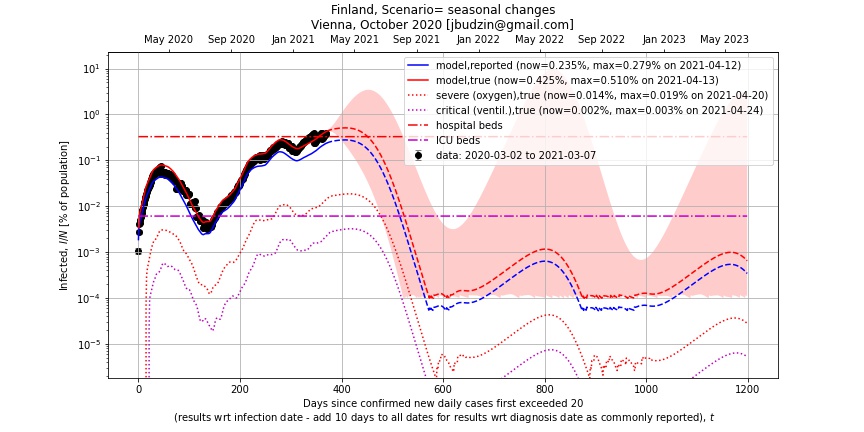 Finland, Scenario= seasonal changes
Vienna, October 2020 [jbudzin@gmail.com]
May 2020 Sep 2020 Jan 2021 May 2021 Sep 2021 Jan 2022 May 2022 Sep 2022 Jan 2023 May 2023
model,reported (now=0.235%, max=0.279% on 2021-04-12)
model,true (now=0.425%, max=0.510% on 2021-04-13)
severe (oxygen),true (now=0.014%, max=0.019% on 2021-04-20)
critical (ventil.),true (now=0.002%, max=0.003% on 2021-04-24)
hospital beds
ICU beds
data: 2020-03-02 to 2021-03-07
Infected, I/N [% of population]
10¹
10⁰
10⁻¹
10⁻²
10⁻³
10⁻⁴
10⁻⁵
0 200 400 600 800 1000 1200
Days since confirmed new daily cases first exceeded 20
(results wrt infection date - add 10 days to all dates for results wrt diagnosis date as commonly reported), t